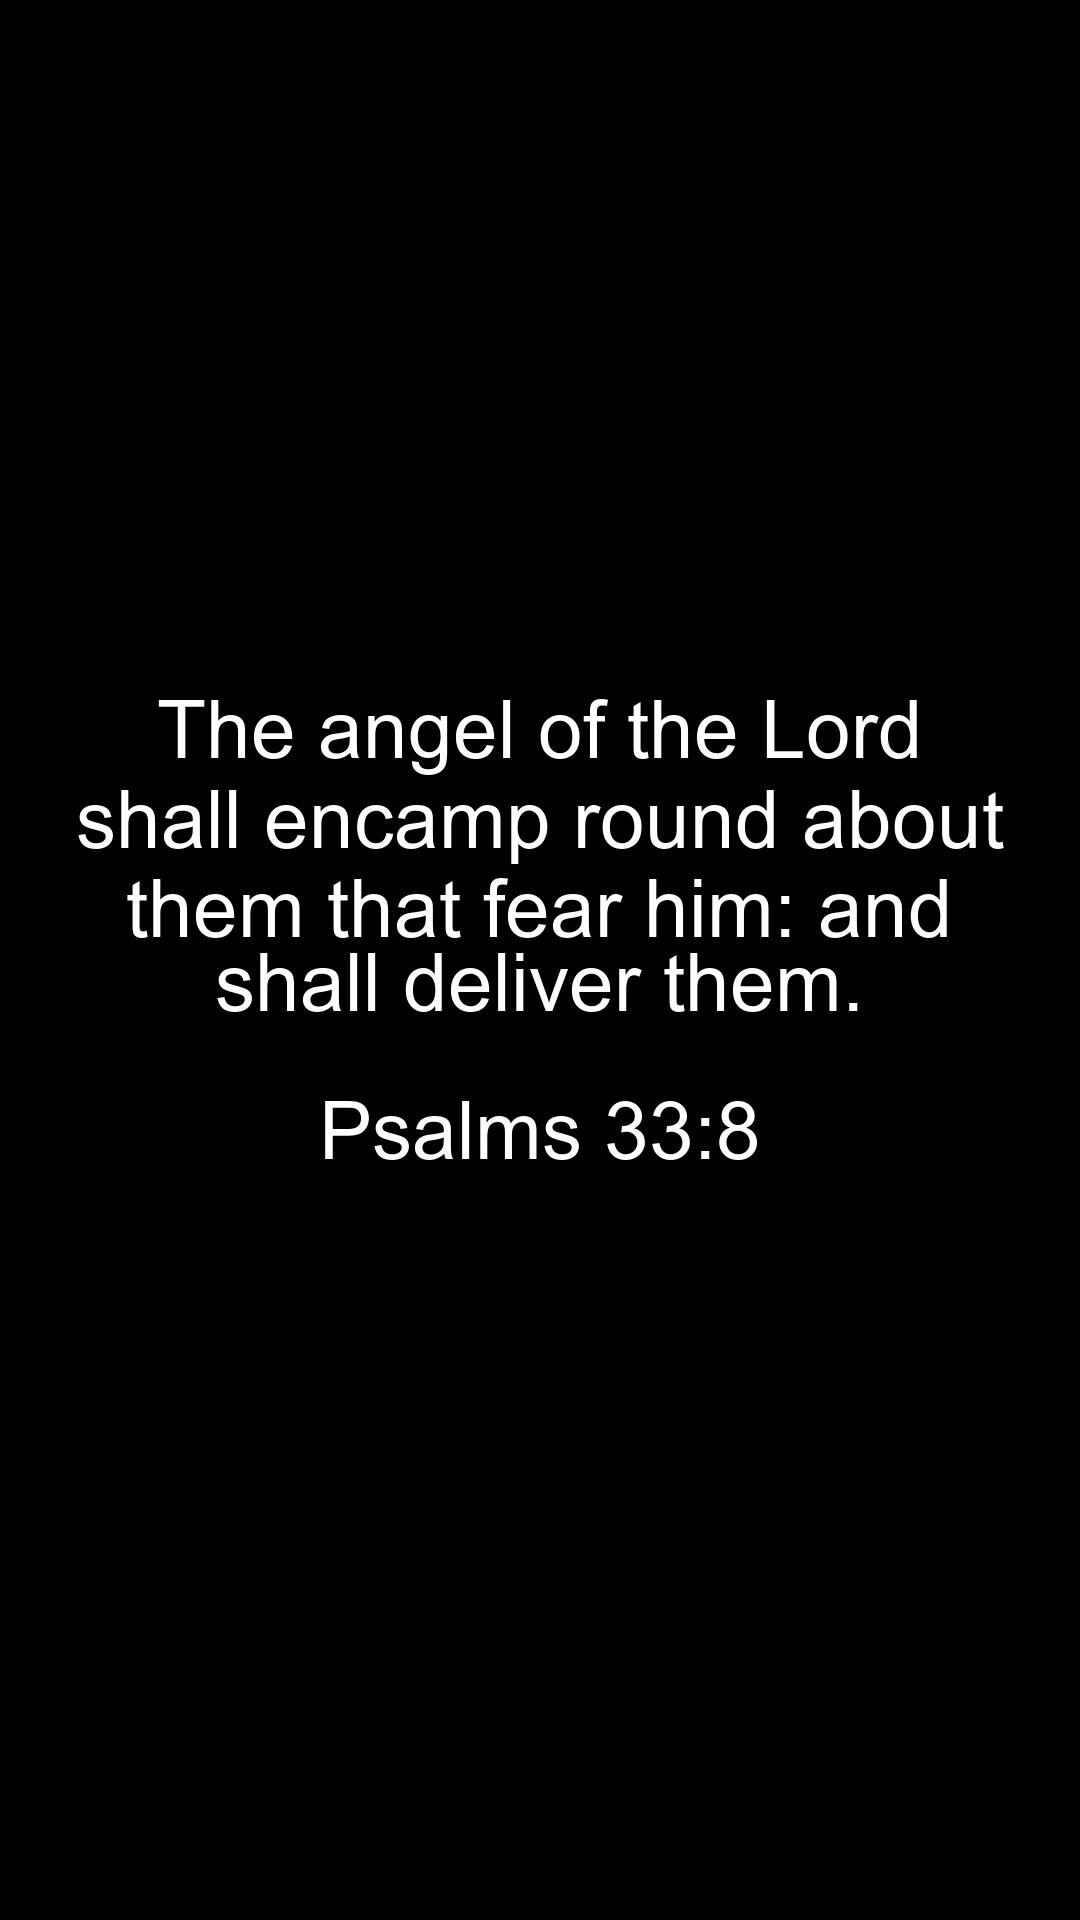 The angel of the Lord
shall encamp round about
them that fear him: and
shall deliver them.
Psalms 33:8